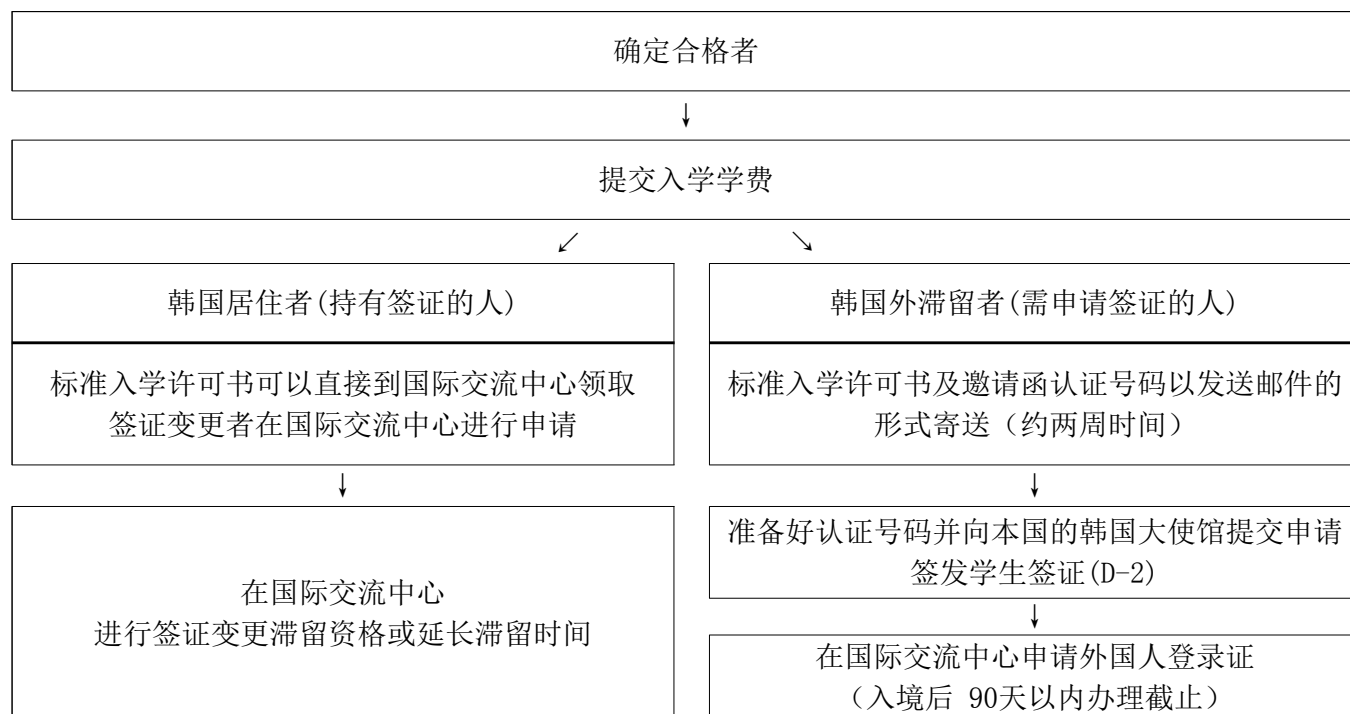 确定合格者
↓
提交入学学费
↙ ↘
韩国居住者(持有签证的人)
标准入学许可书可以直接到国际交流中心领取
签证变更者在国际交流中心进行申请
↓
在国际交流中心
进行签证变更滞留资格或延长滞留时间
韩国外滞留者(需申请签证的人)
标准入学许可书及邀请函认证号码以发送邮件的
形式寄送（约两周时间）
↓
准备好认证号码并向本国的韩国大使馆提交申请
签发学生签证(D-2)
↓
在国际交流中心申请外国人登录证
（入境后 90天以内办理截止）